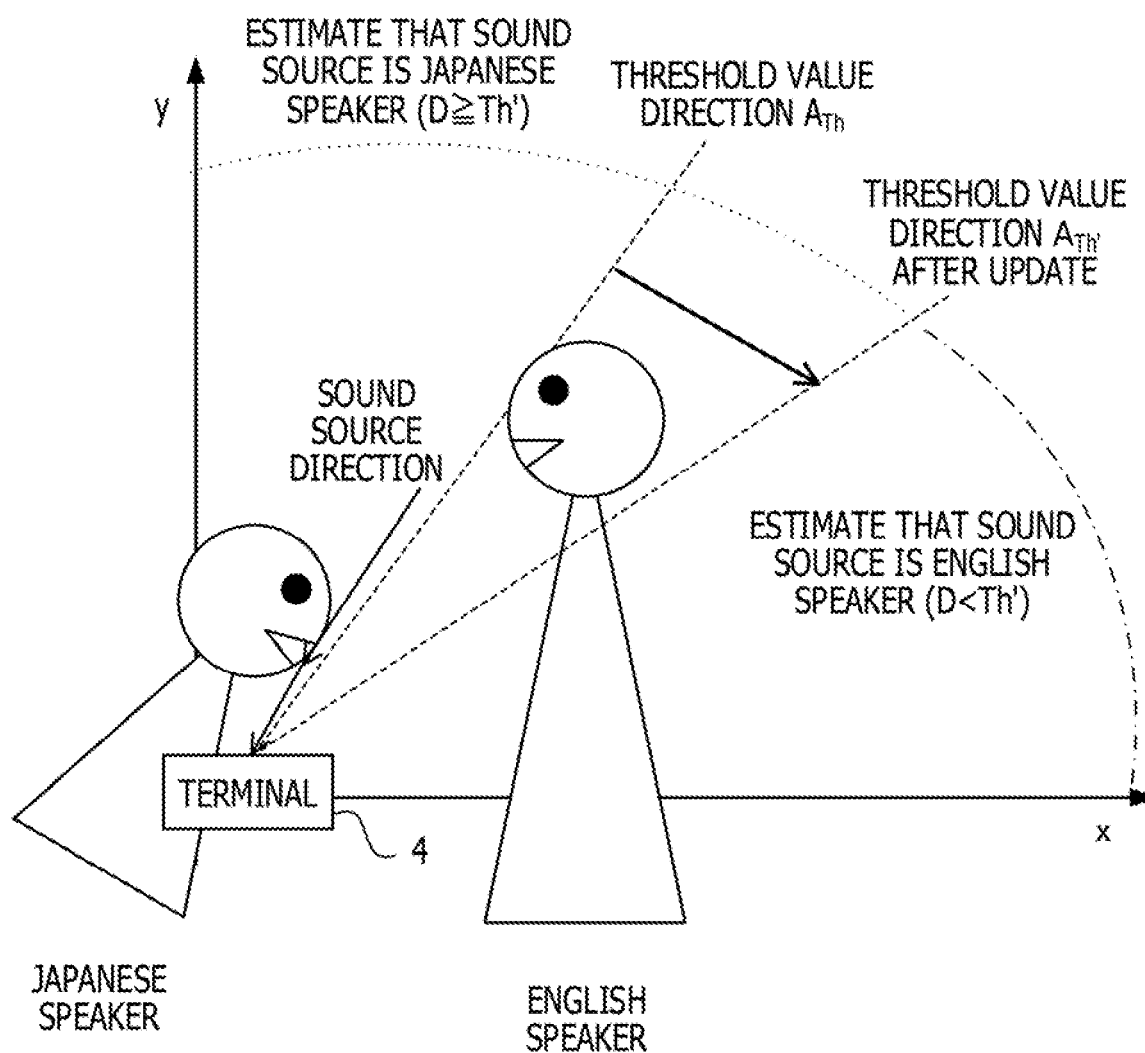 ESTIMATE THAT SOUND
SOURCE IS JAPANESE
SPEAKER (D≧Th')
THRESHOLD VALUE
DIRECTION ATh
y
THRESHOLD VALUE
DIRECTION ATh'
AFTER UPDATE
SOUND
SOURCE
DIRECTION
ESTIMATE THAT SOUND
SOURCE IS ENGLISH
SPEAKER (D<Th')
TERMINAL
x
4
JAPANESE
SPEAKER
ENGLISH
SPEAKER